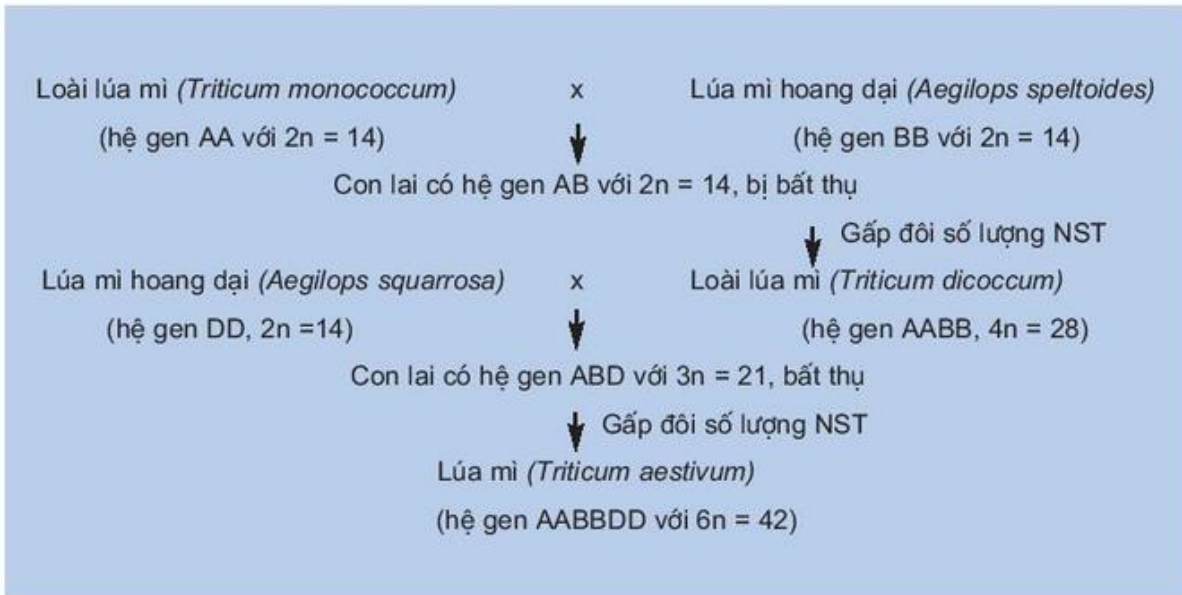 Loài lúa mì (Triticum monococcum) x Lúa mì hoang dại (Aegilops speltoides)
(hệ gen AA với 2n = 14) (hệ gen BB với 2n = 14)
Con lai có hệ gen AB với 2n = 14, bị bất thụ
Gấp đôi số lượng NST
Lúa mì hoang dại (Aegilops squarrosa) x Loài lúa mì (Triticum dicoccum)
(hệ gen DD, 2n =14) (hệ gen AABB, 4n = 28)
Con lai có hệ gen ABD với 3n = 21, bất thụ
Gấp đôi số lượng NST
Lúa mì (Triticum aestivum)
(hệ gen AABBDD với 6n = 42)